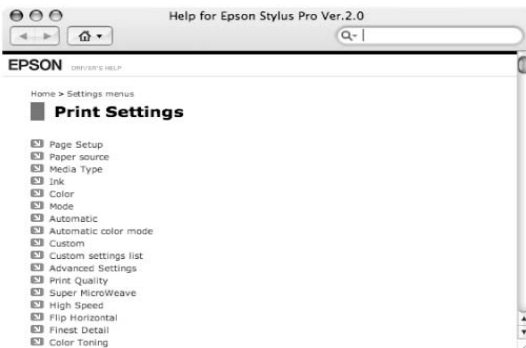 Help for Epson Stylus Pro Ver.2.0
EPSON DRIVER'S HELP
Home > Settings menus
Print Settings
Page Setup
Paper source
Media Type
Ink
Color
Mode
Automatic
Automatic color mode
Custom
Custom settings list
Advanced Settings
Print Quality
Super MicroWeave
High Speed
Flip Horizontal
Finest Detail
Color Toning